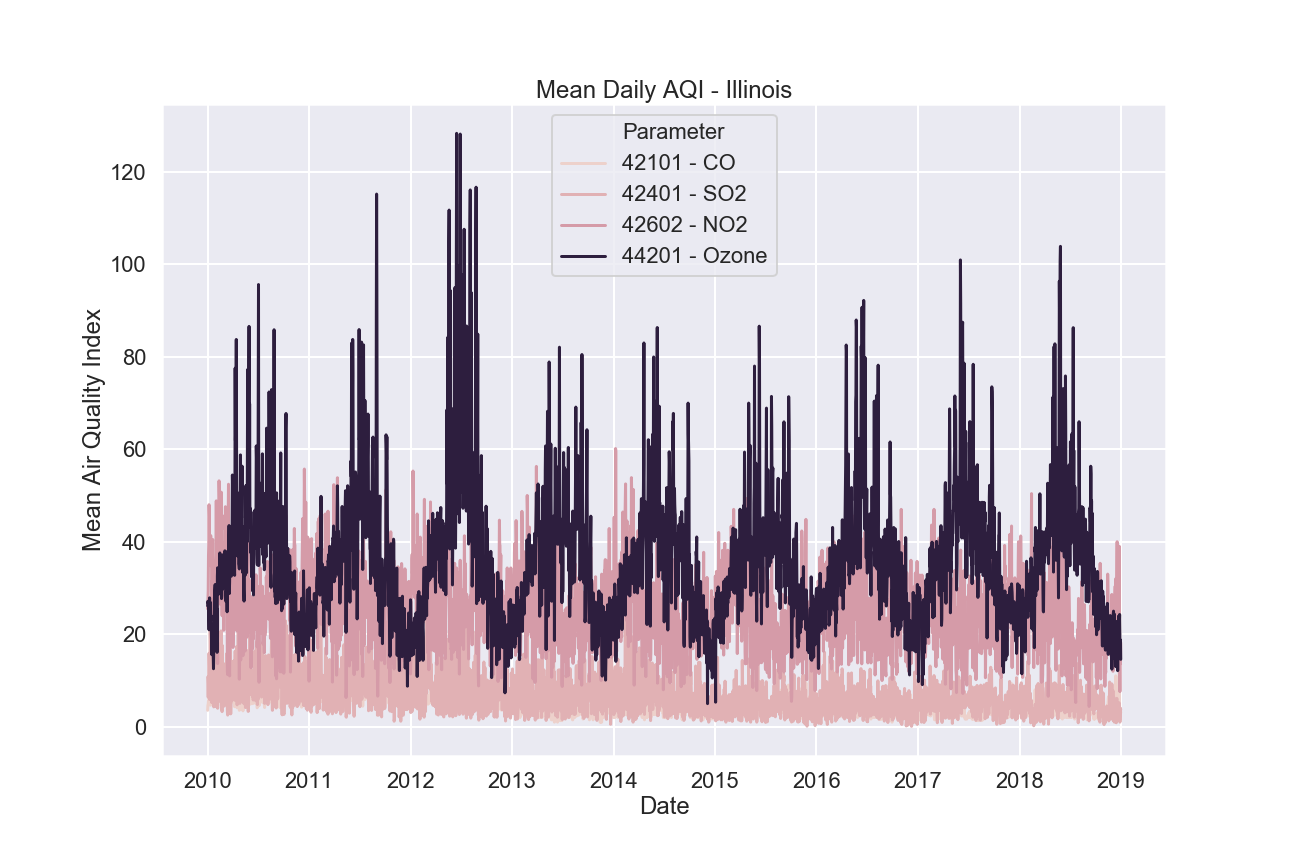 Mean Daily AQI - Illinois
Parameter
42101 - CO
42401 - SO2
42602 - NO2
44201 - Ozone
120
100
80
60
40
20
0
Mean Air Quality Index
2010 2011 2012 2013 2014 2015 2016 2017 2018 2019
Date